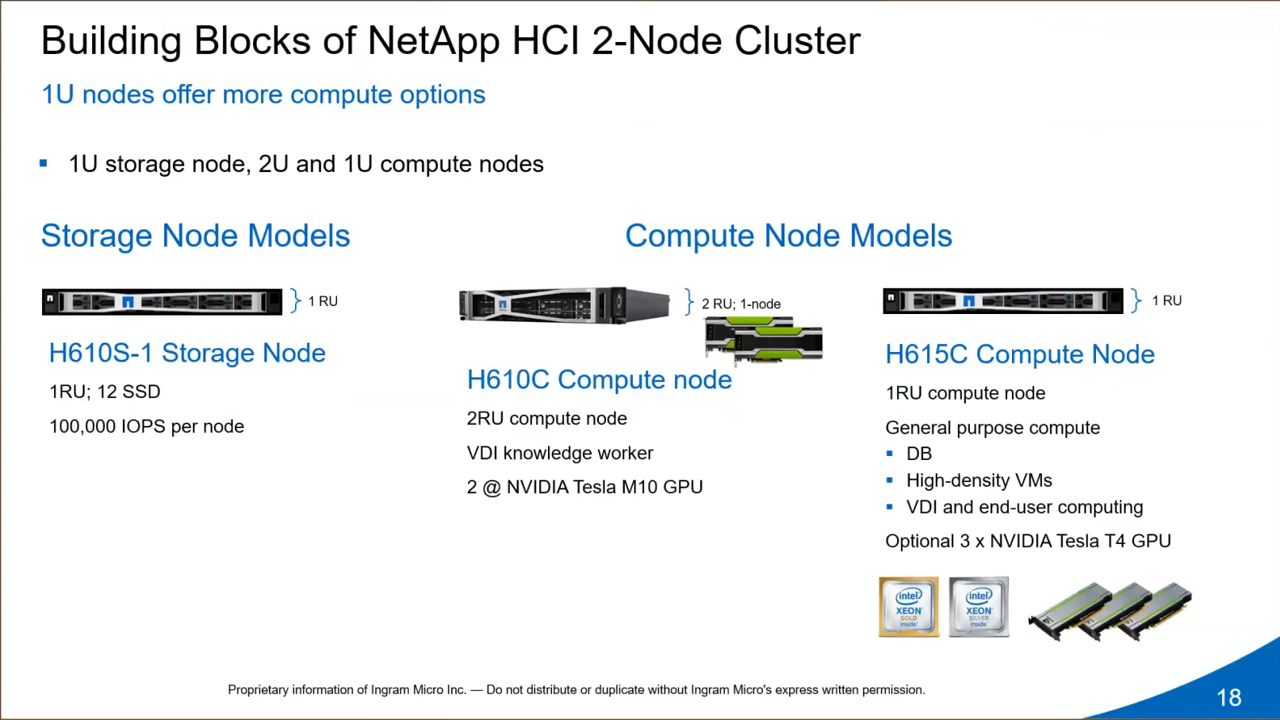 Building Blocks of NetApp HCI 2-Node Cluster
1U nodes offer more compute options
1U storage node, 2U and 1U compute nodes
Storage Node Models
1 RU
H610S-1 Storage Node
1RU; 12 SSD
100,000 IOPS per node
Compute Node Models
2 RU; 1-node
H610C Compute node
2RU compute node
VDI knowledge worker
2 @ NVIDIA Tesla M10 GPU
1 RU
H615C Compute Node
1RU compute node
General purpose compute
DB
High-density VMs
VDI and end-user computing
Optional 3 x NVIDIA Tesla T4 GPU
intel
XEON
GOLD
inside
intel
XEON
SILVER
inside
Proprietary information of Ingram Micro Inc. — Do not distribute or duplicate without Ingram Micro's express written permission.
18